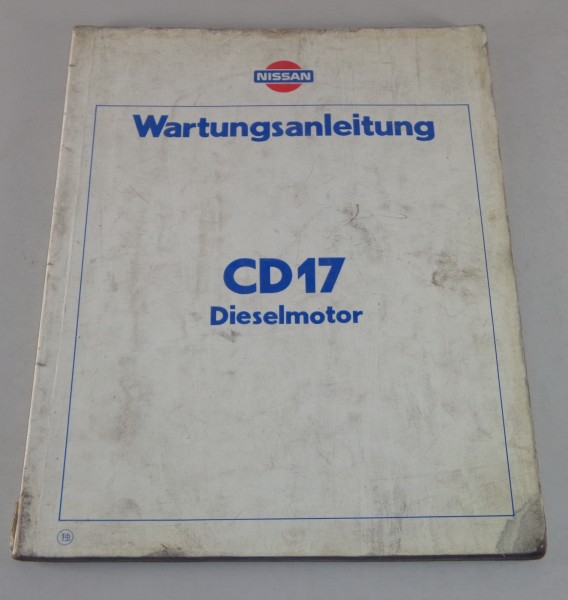 NISSAN
Wartungsanleitung
CD17
Dieselmotor